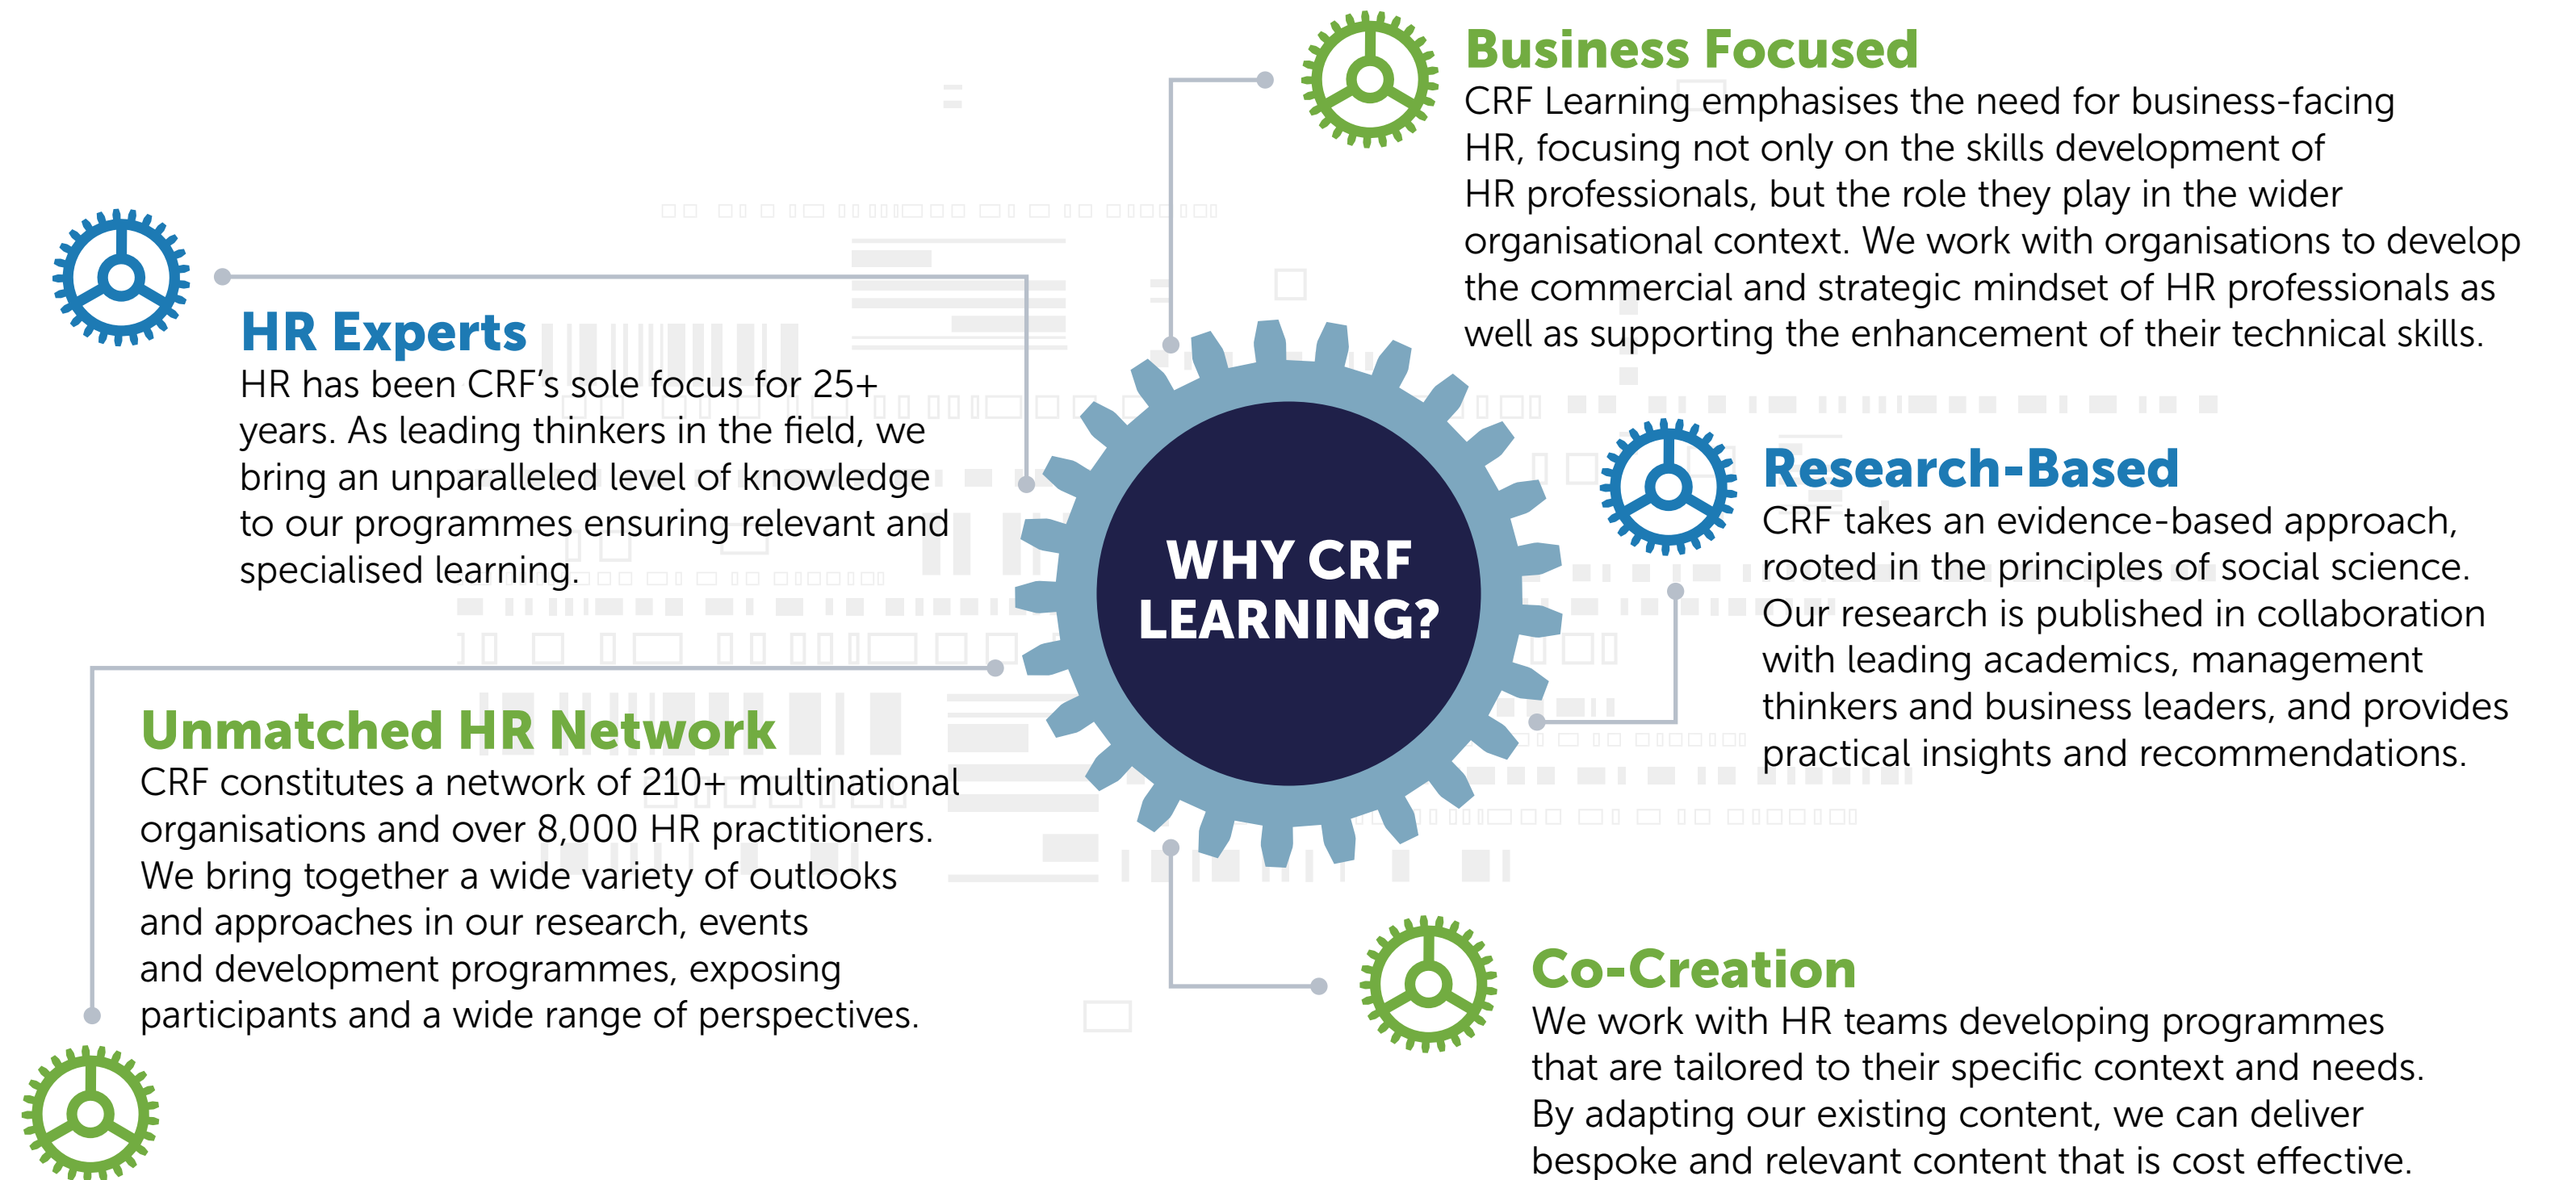 Business Focused
CRF Learning emphasises the need for business-facing
HR, focusing not only on the skills development of
HR professionals, but the role they play in the wider
organisational context. We work with organisations to develop
the commercial and strategic mindset of HR professionals as
well as supporting the enhancement of their technical skills.
HR Experts
HR has been CRF’s sole focus for 25+
years. As leading thinkers in the field, we
bring an unparalleled level of knowledge
to our programmes ensuring relevant and
specialised learning.
WHY CRF
LEARNING?
Research-Based
CRF takes an evidence-based approach,
rooted in the principles of social science.
Our research is published in collaboration
with leading academics, management
thinkers and business leaders, and provides
practical insights and recommendations.
Unmatched HR Network
CRF constitutes a network of 210+ multinational
organisations and over 8,000 HR practitioners.
We bring together a wide variety of outlooks
and approaches in our research, events
and development programmes, exposing
participants and a wide range of perspectives.
Co-Creation
We work with HR teams developing programmes
that are tailored to their specific context and needs.
By adapting our existing content, we can deliver
bespoke and relevant content that is cost effective.